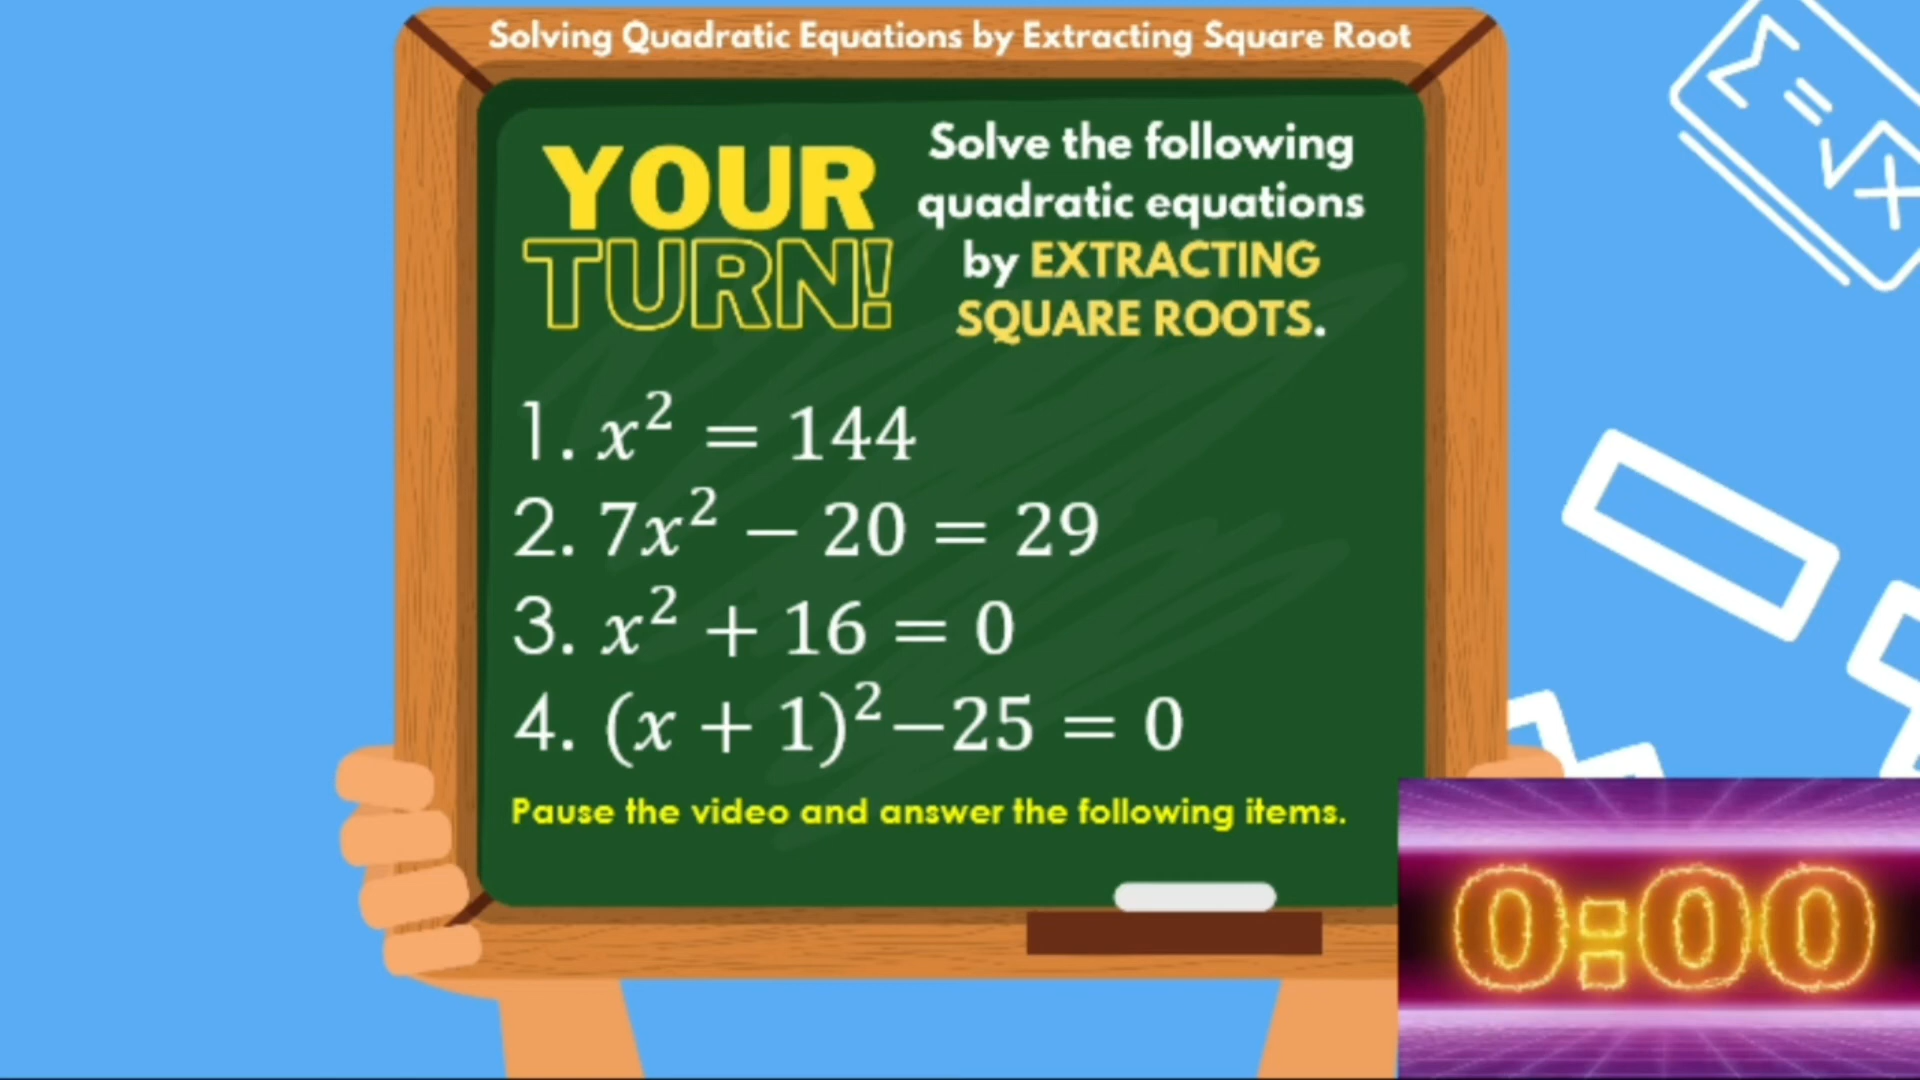 Solving Quadratic Equations by Extracting Square Root
YOUR
TURN!
Solve the following
quadratic equations
by EXTRACTING
SQUARE ROOTS.
1. x² = 144
2. 7x² − 20 = 29
3. x² + 16 = 0
4. (x + 1)²−25 = 0
Pause the video and answer the following items.
Σ=√x
0:00